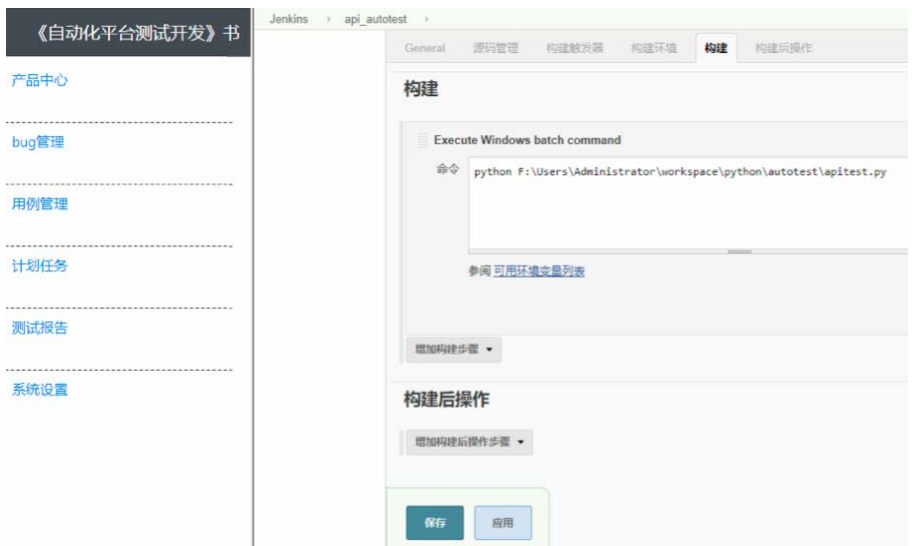 《自动化平台测试开发》书
产品中心
bug管理
用例管理
计划任务
测试报告
系统设置
Jenkins › api_autotest ›
General 源码管理 构建触发器 构建环境 构建 构建后操作
构建
Execute Windows batch command
命令 python F:\Users\Administrator\workspace\python\autotest\apitest.py
参阅 可用环境变量列表
增加构建步骤
构建后操作
增加构建后操作步骤
保存 应用